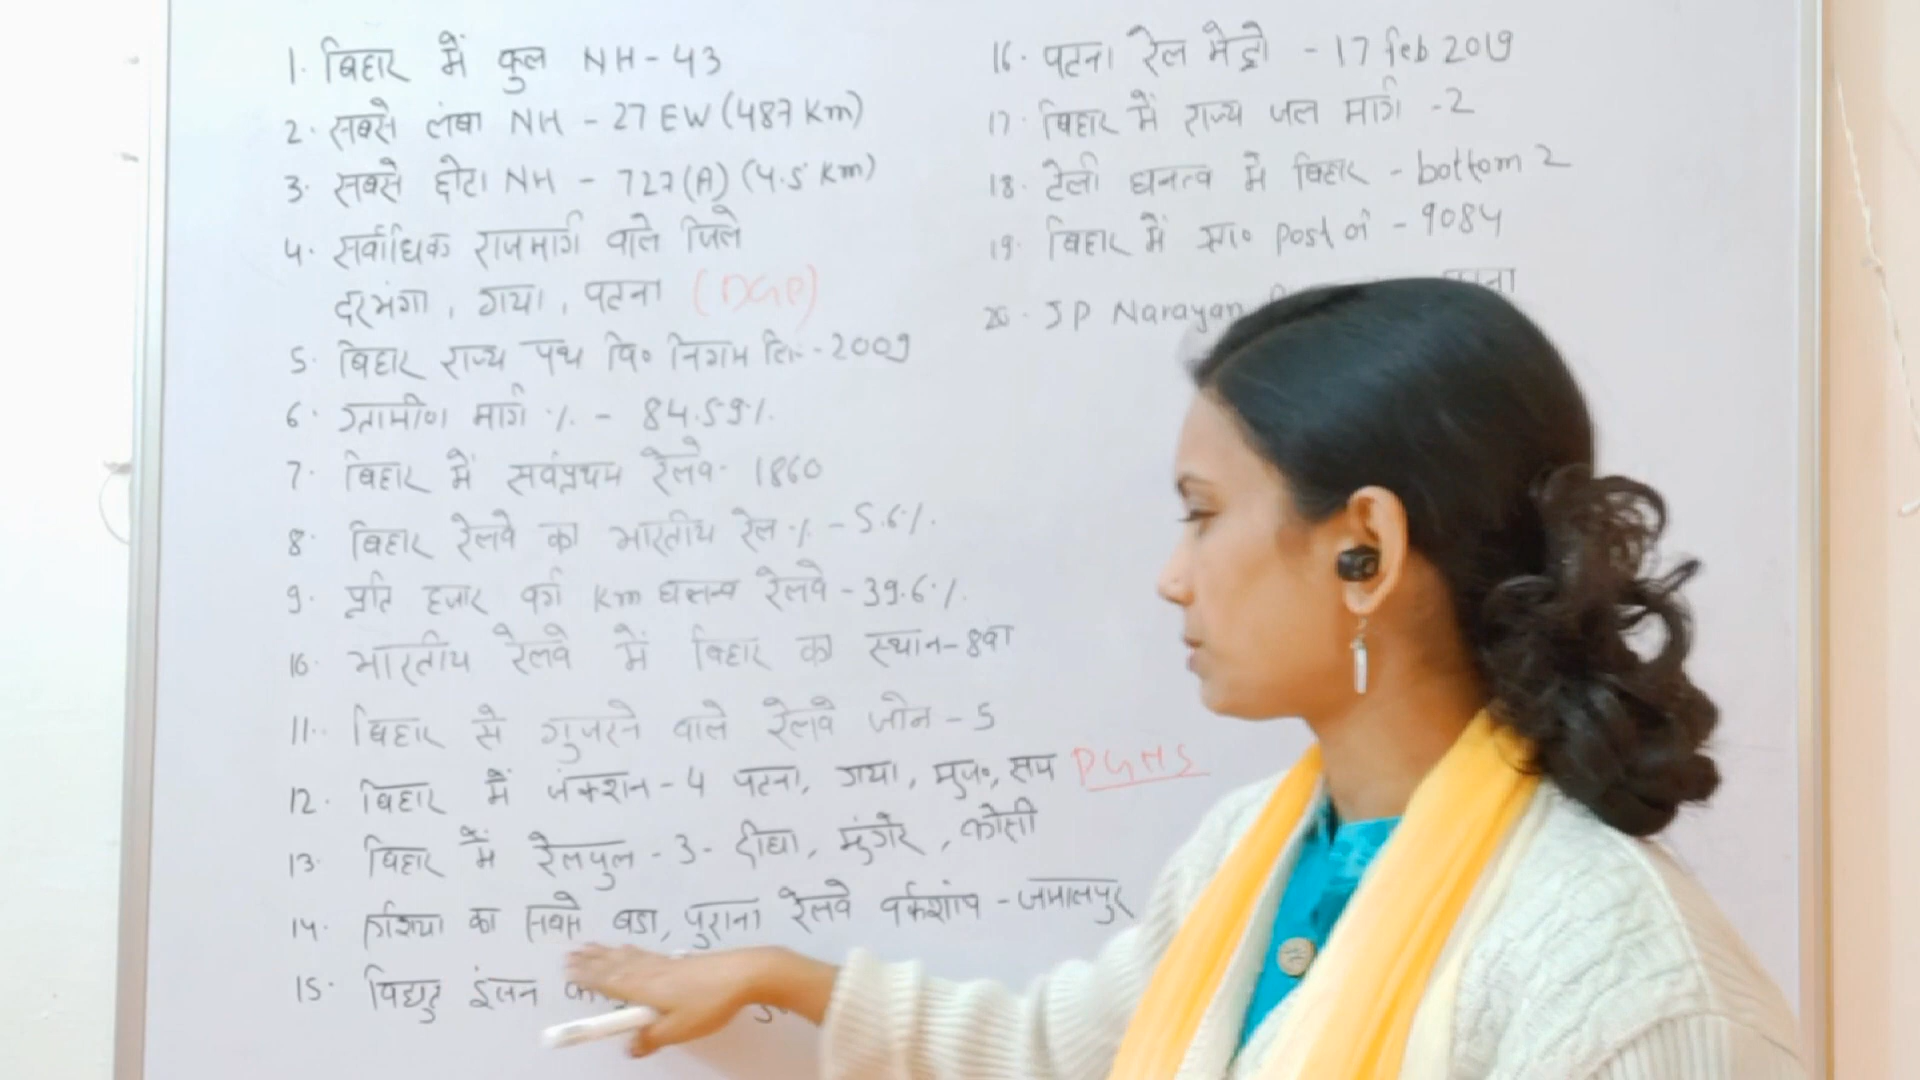 1. बिहार में कुल NH - 43
2. सबसे लंबा NH - 27 EW (487 Km)
3. सबसे छोटा NH - 727(A) (4.5 Km)
4. सर्वाधिक राजमार्ग वाले जिले
दरभंगा, गया, पटना (DGP)
5. बिहार राज्य पथ वि० निगम लि०-2009
6. ग्रामीण मार्ग % - 84.59%
7. बिहार में सर्वप्रथम रेलवे- 1860
8. बिहार रेलवे का भारतीय रेल % - 5.6%
9. प्रति हजार वर्ग Km घनत्व रेलवे - 39.6%
10. भारतीय रेलवे में बिहार का स्थान-8वा
11. बिहार से गुजरने वाले रेलवे जोन - 5
12. बिहार में जंक्शन - 4 पटना, गया, मुज०, सप PGMS
13. बिहार में रेलपुल - 3 - दीघा, मुंगेर, कोसी
14. एशिया का सबसे बडा, पुराना रेलवे वर्कशॉप - जमालपुर
15. विद्युत इंजन
16. पटना रेल मेट्रो - 17 feb 2019
17. बिहार में राज्य जल मार्ग - 2
18. टेली घनत्व में बिहार - bottom 2
19. बिहार में ग्रा० post of - 9084
20. JP Narayan